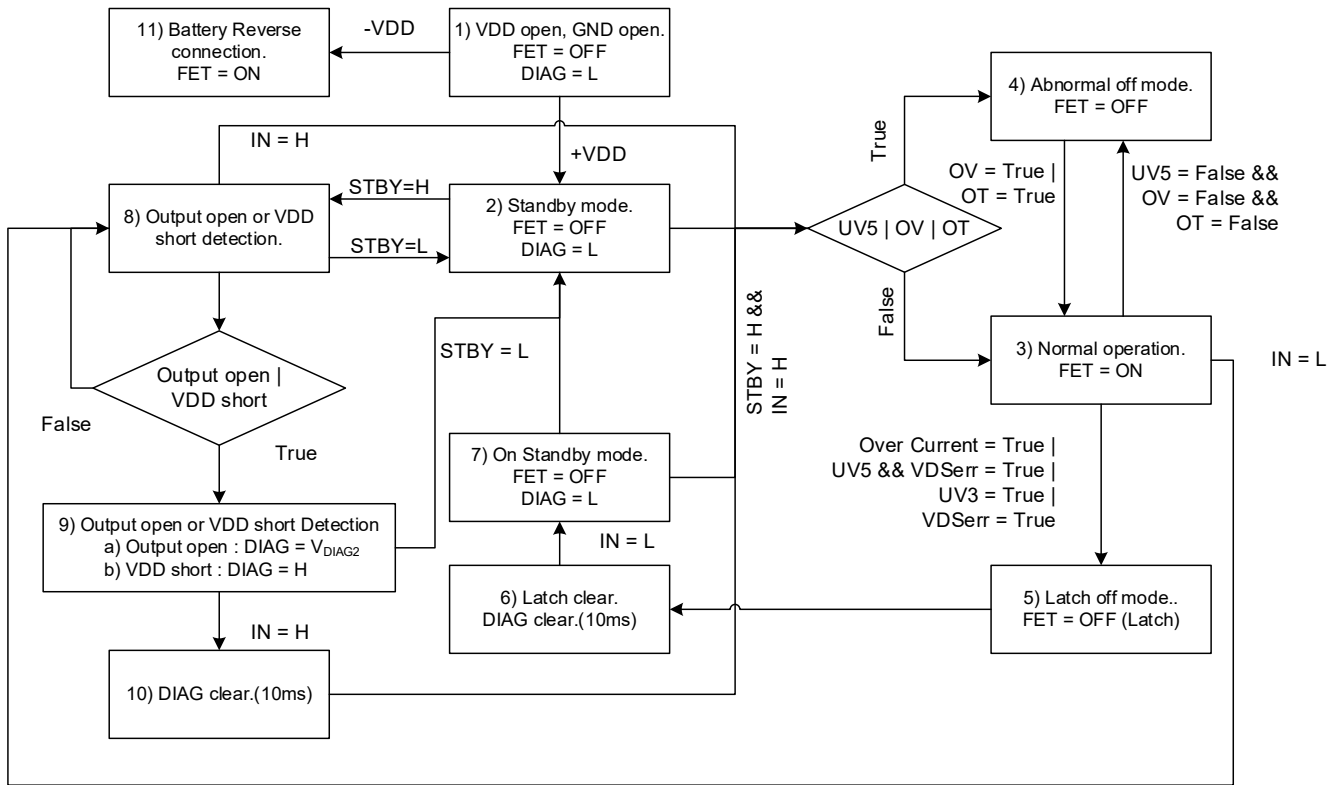 11) Battery Reverse
connection.
FET = ON
-VDD
1) VDD open, GND open.
FET = OFF
DIAG = L
+VDD
IN = H
8) Output open or VDD
short detection.
STBY=H
STBY=L
2) Standby mode.
FET = OFF
DIAG = L
UV5 | OV | OT
True
False
4) Abnormal off mode.
FET = OFF
OV = True |
OT = True
UV5 = False &&
OV = False &&
OT = False
3) Normal operation.
FET = ON
IN = L
Output open |
VDD short
False
True
STBY = L
STBY = H &&
IN = H
7) On Standby mode.
FET = OFF
DIAG = L
Over Current = True |
UV5 && VDSerr = True |
UV3 = True |
VDSerr = True
9) Output open or VDD short Detection
a) Output open : DIAG = VDIAG2
b) VDD short : DIAG = H
IN = L
6) Latch clear.
DIAG clear.(10ms)
5) Latch off mode..
FET = OFF (Latch)
IN = H
10) DIAG clear.(10ms)